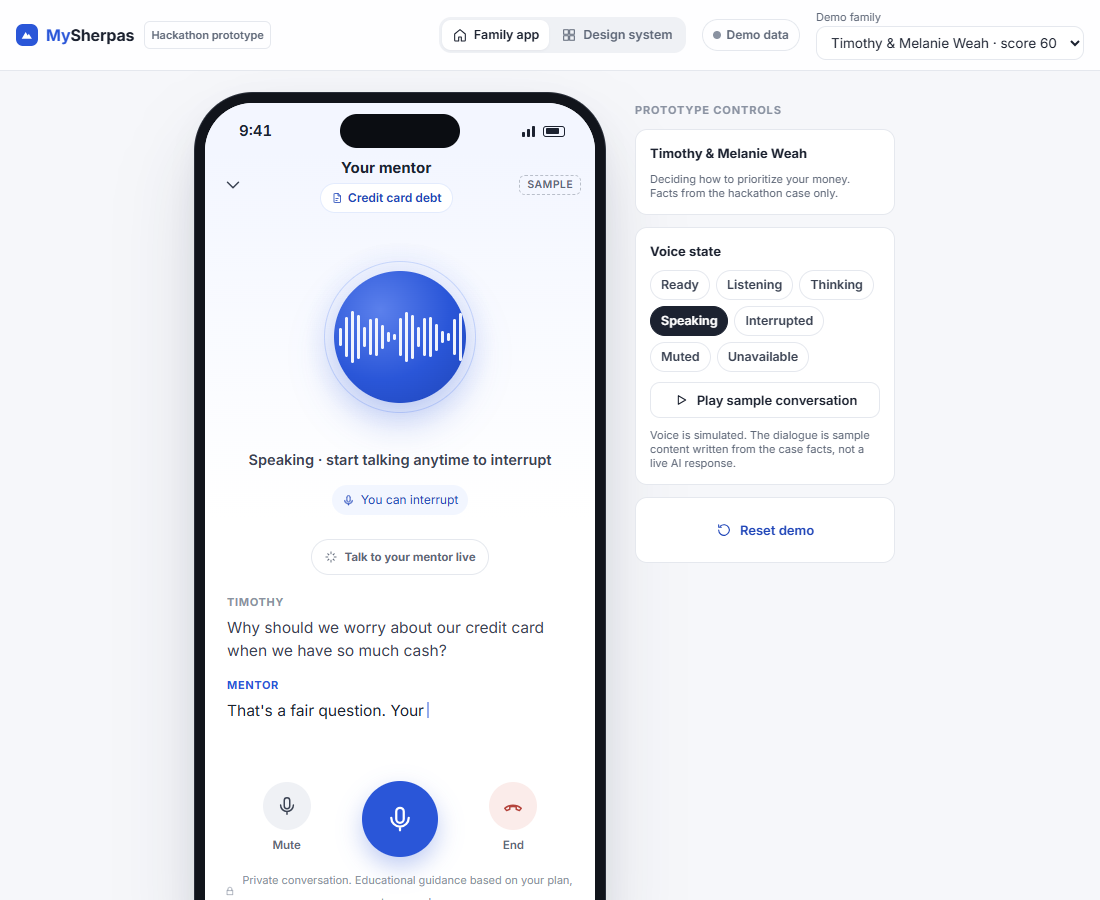 MySherpas
Hackathon prototype
Family app
Design system
Demo data
Demo family
Timothy & Melanie Weah · score 60
9:41
Your mentor
Credit card debt
SAMPLE
Speaking · start talking anytime to interrupt
You can interrupt
Talk to your mentor live
TIMOTHY
Why should we worry about our credit card
when we have so much cash?
MENTOR
That's a fair question. Your
Mute
End
Private conversation. Educational guidance based on your plan,
PROTOTYPE CONTROLS
Timothy & Melanie Weah
Deciding how to prioritize your money.
Facts from the hackathon case only.
Voice state
Ready
Listening
Thinking
Speaking
Interrupted
Muted
Unavailable
Play sample conversation
Voice is simulated. The dialogue is sample
content written from the case facts, not a
live AI response.
Reset demo